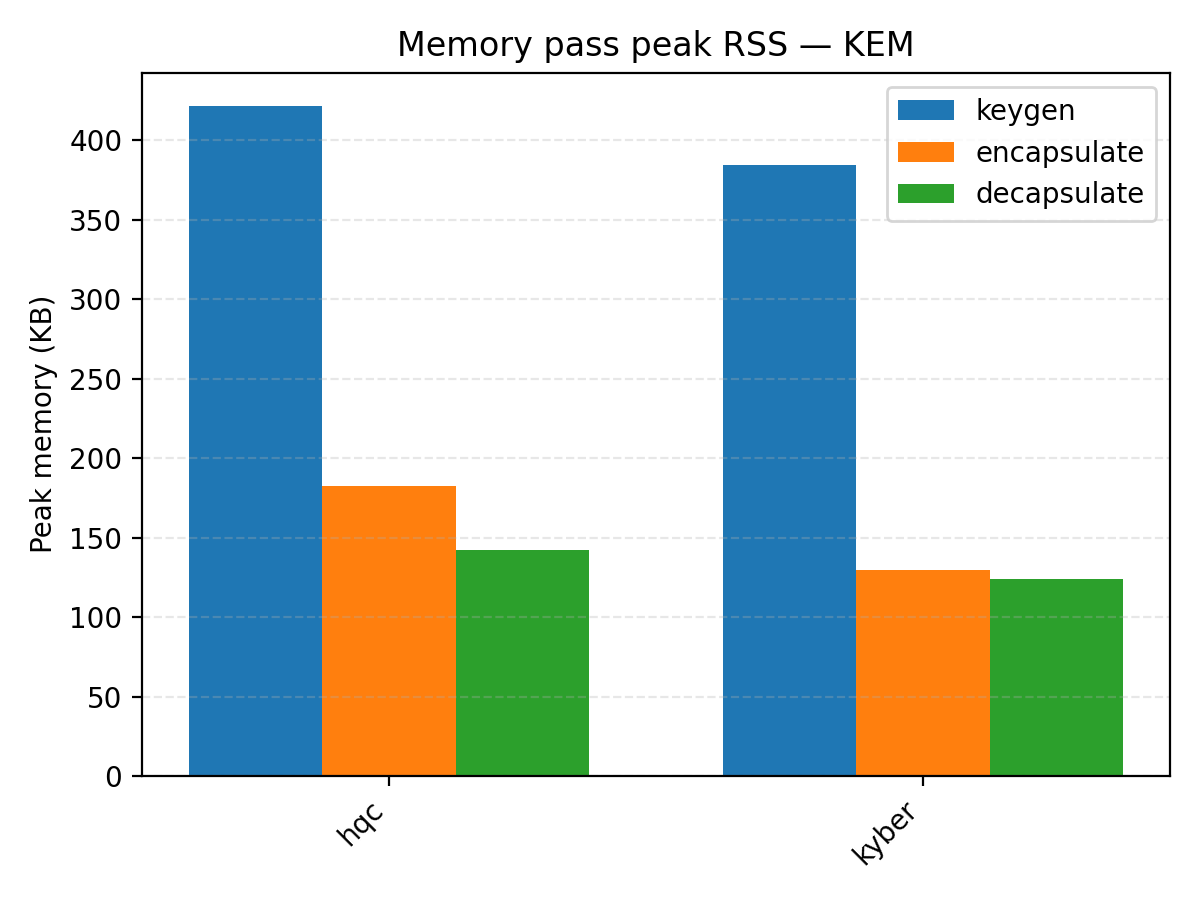 Memory pass peak RSS — KEM
keygen
encapsulate
decapsulate
Peak memory (KB)
400
350
300
250
200
150
100
50
0
hqc
kyber